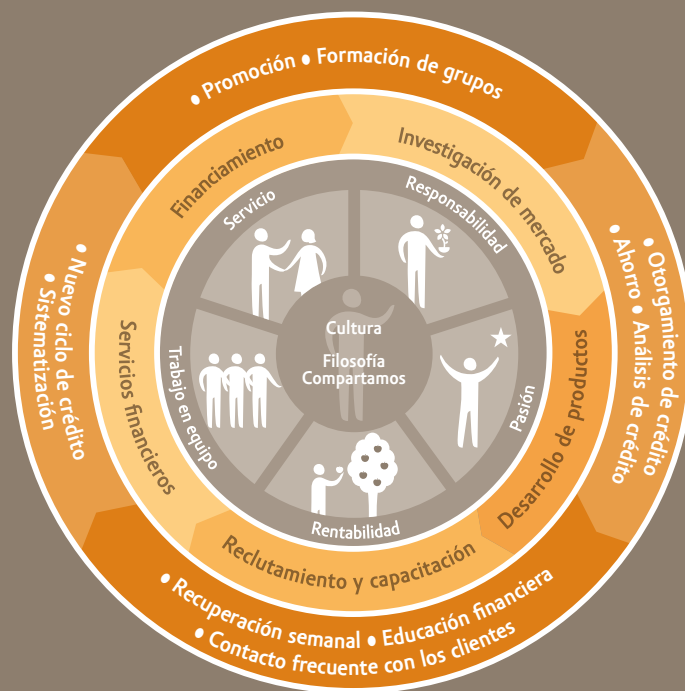 • Promoción • Formación de grupos
• Otorgamiento de crédito
• Ahorro • Análisis de crédito
• Recuperación semanal • Educación financiera
• Contacto frecuente con los clientes
• Nuevo ciclo de crédito
• Sistematización
Financiamiento
Investigación de mercado
Desarrollo de productos
Reclutamiento y capacitación
Servicios financieros
Servicio
Responsabilidad
Pasión
Rentabilidad
Trabajo en equipo
Cultura
Filosofía
Compartamos